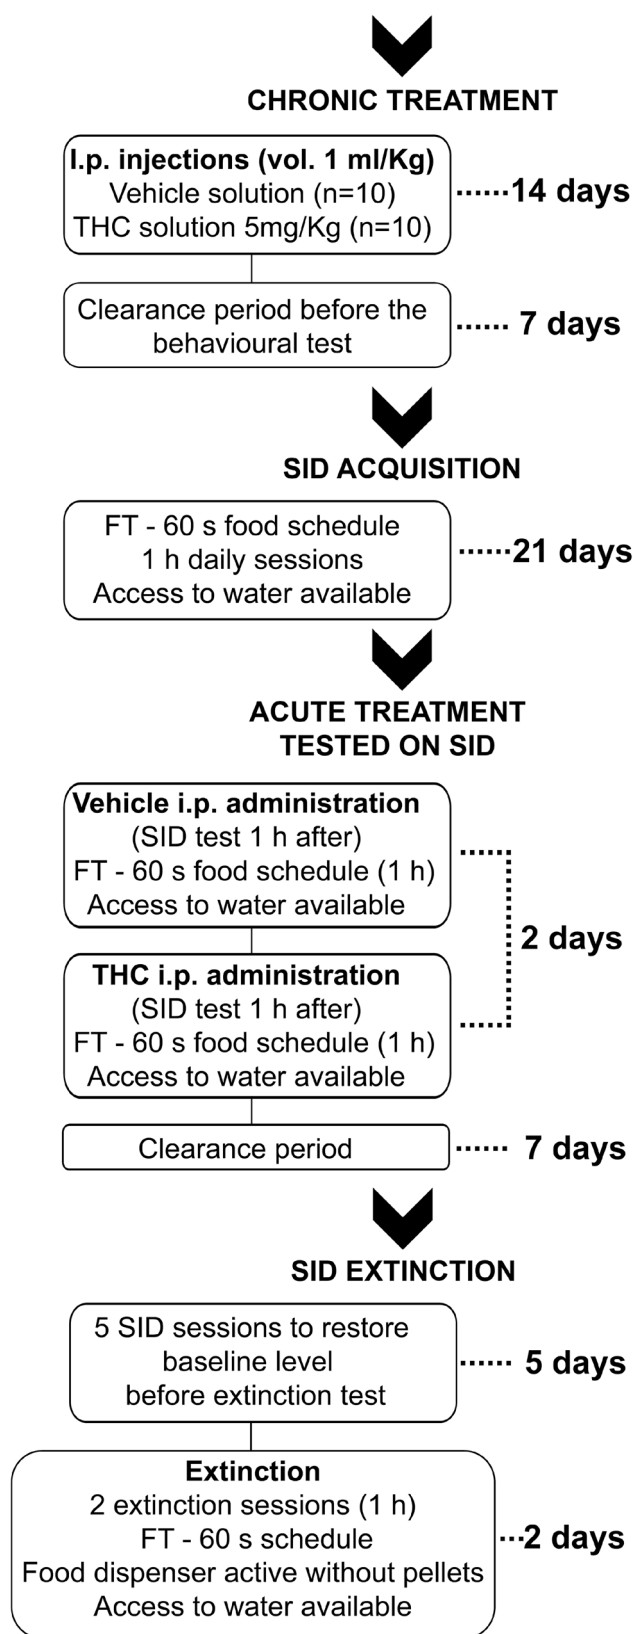 CHRONIC TREATMENT
I.p. injections (vol. 1 ml/Kg)
Vehicle solution (n=10)
THC solution 5mg/Kg (n=10)
14 days
Clearance period before the
behavioural test
7 days
SID ACQUISITION
FT - 60 s food schedule
1 h daily sessions
Access to water available
21 days
ACUTE TREATMENT
TESTED ON SID
Vehicle i.p. administration
(SID test 1 h after)
FT - 60 s food schedule (1 h)
Access to water available
2 days
THC i.p. administration
(SID test 1 h after)
FT - 60 s food schedule (1 h)
Access to water available
Clearance period
7 days
SID EXTINCTION
5 SID sessions to restore
baseline level
before extinction test
5 days
Extinction
2 extinction sessions (1 h)
FT - 60 s schedule
Food dispenser active without pellets
Access to water available
2 days